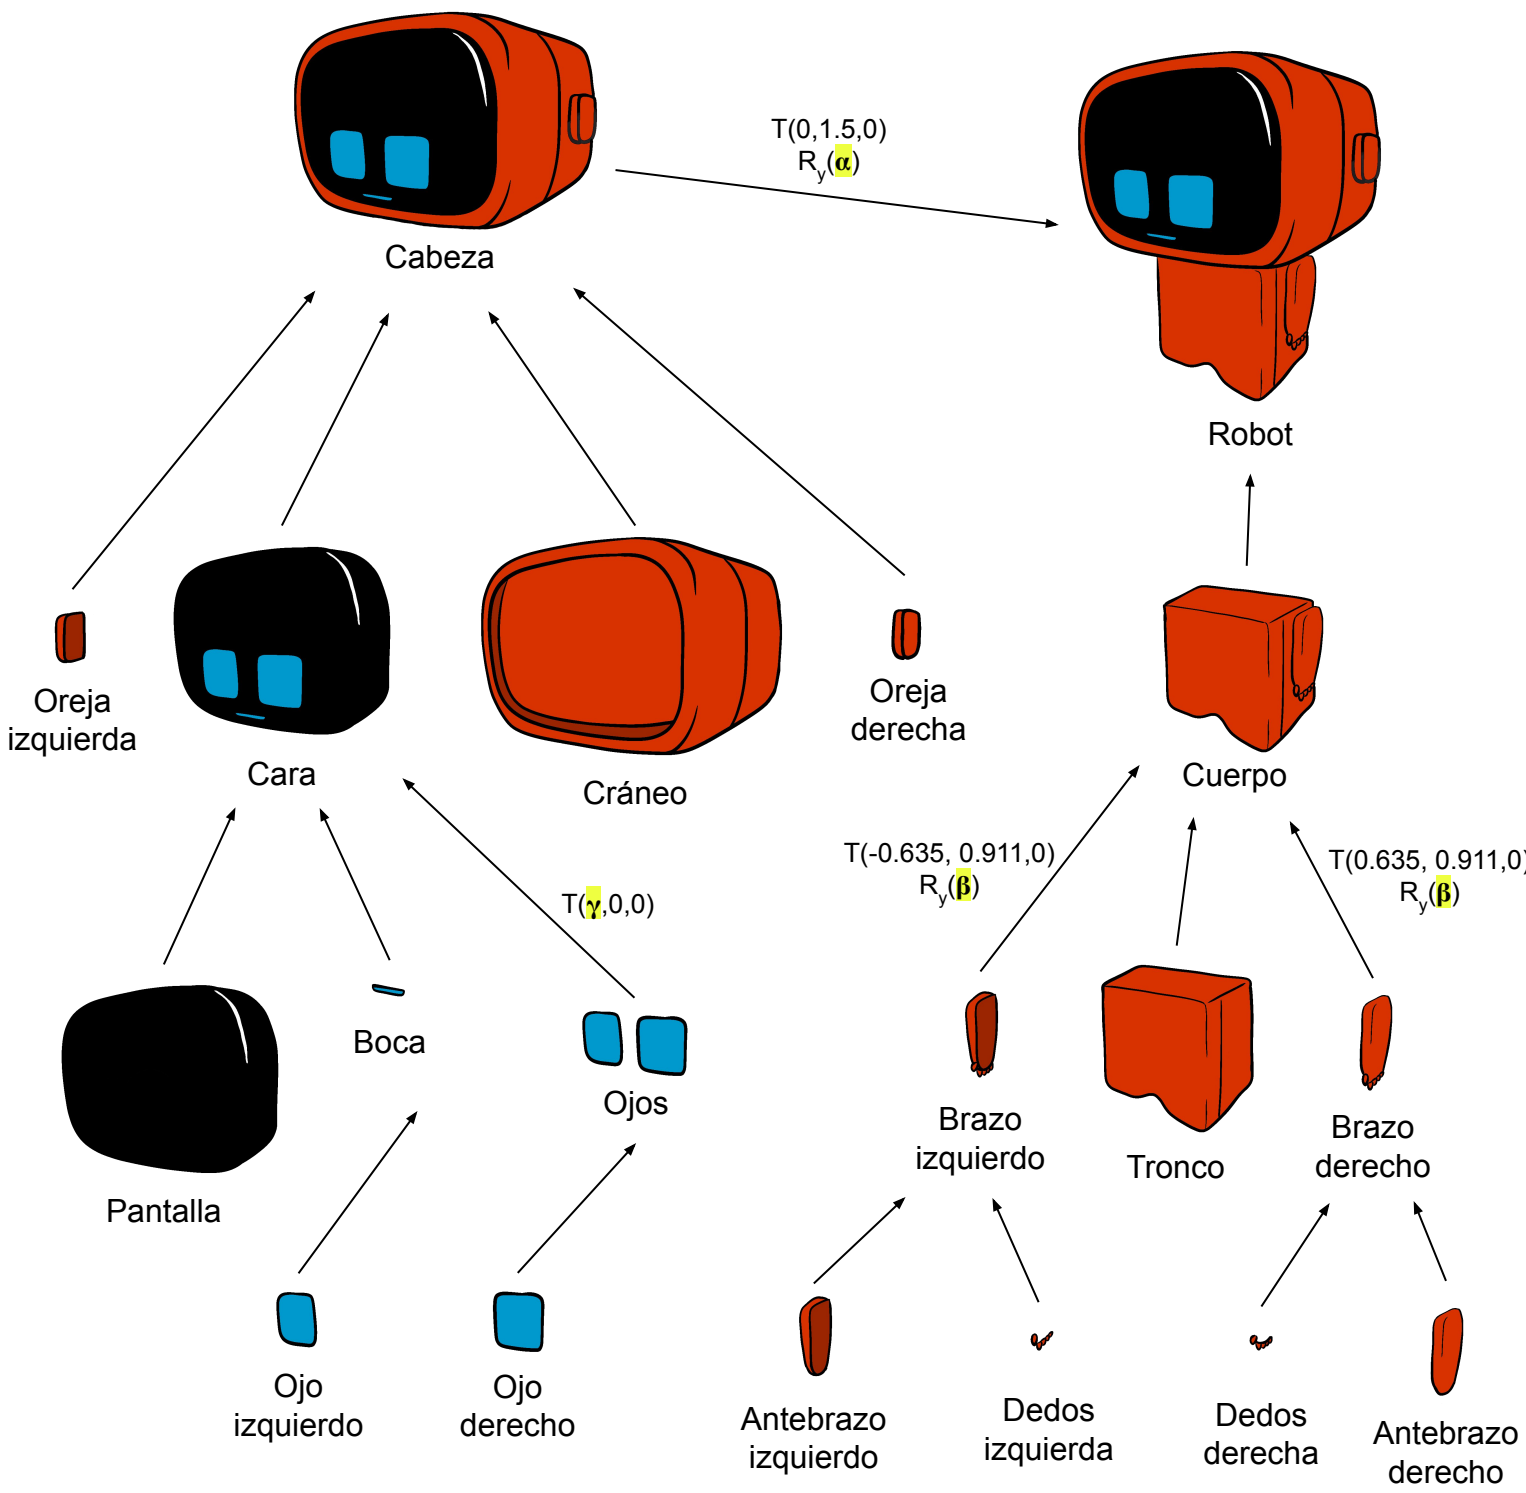 T(0,1.5,0)
Ry(α)
Cabeza
Robot
Oreja
izquierda
Cara
Cráneo
Oreja
derecha
Cuerpo
T(-0.635, 0.911,0)
Ry(β)
T(0.635, 0.911,0)
Ry(β)
T(γ,0,0)
Pantalla
Boca
Ojos
Brazo
izquierdo
Tronco
Brazo
derecho
Ojo
izquierdo
Ojo
derecho
Antebrazo
izquierdo
Dedos
izquierda
Dedos
derecha
Antebrazo
derecho